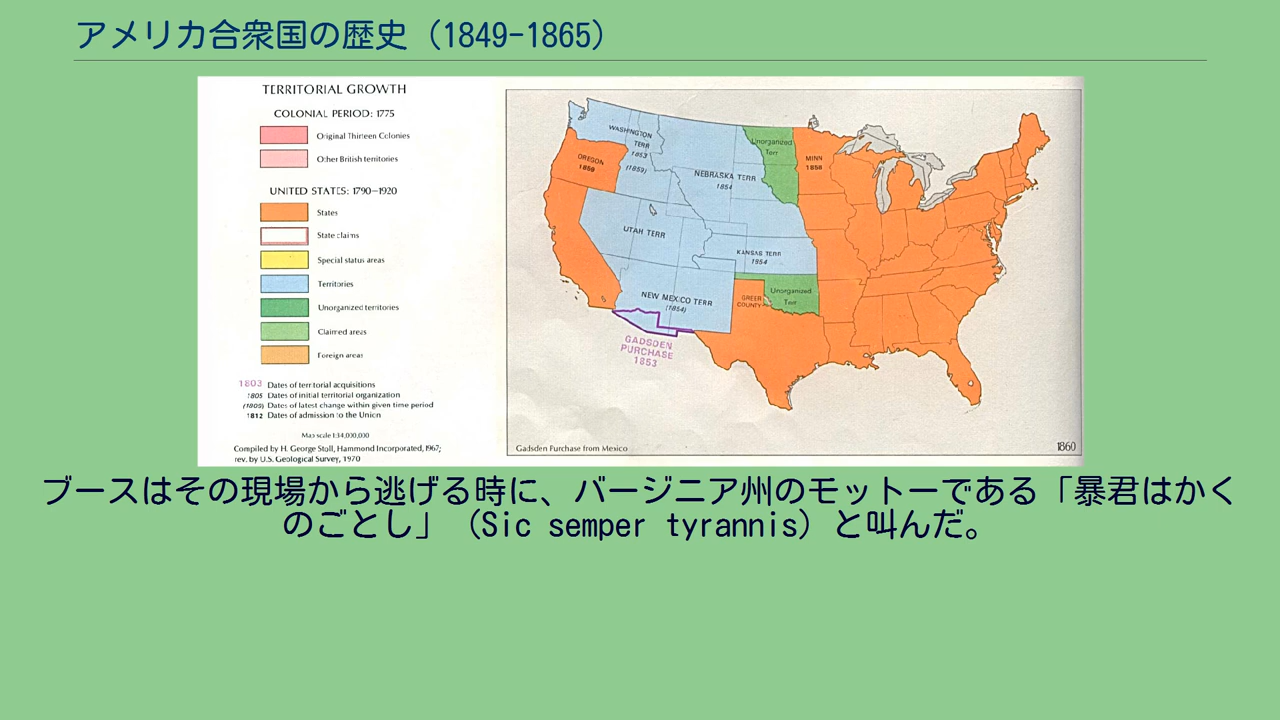 アメリカ合衆国の歴史（1849-1865）
TERRITORIAL GROWTH
COLONIAL PERIOD: 1775
Original Thirteen Colonies
Other British territories
UNITED STATES: 1790–1920
States
State claims
Special status areas
Territories
Unorganized territories
Claimed areas
Foreign areas
1803 Dates of territorial acquisitions
1805 Dates of initial territorial organization
(1809) Dates of latest change within given time period
1812 Dates of admission to the Union
Map scale 1:34,000,000
Compiled by H. George Stoll, Hammond Incorporated, 1967;
rev. by U.S. Geological Survey, 1970
WASHINGTON
TERR
1853
(1859)
OREGON
1859
NEBRASKA TERR
1854
Unorganized
Terr
MINN
1858
UTAH TERR
KANSAS TERR
1854
NEW MEXICO TERR
(1854)
GREER
COUNTY
Unorganized
Terr
GADSDEN
PURCHASE
1853
Gadsden Purchase from Mexico
1860
ブースはその現場から逃げる時に、バージニア州のモットーである「暴君はかく
のごとし」（Sic semper tyrannis）と叫んだ。